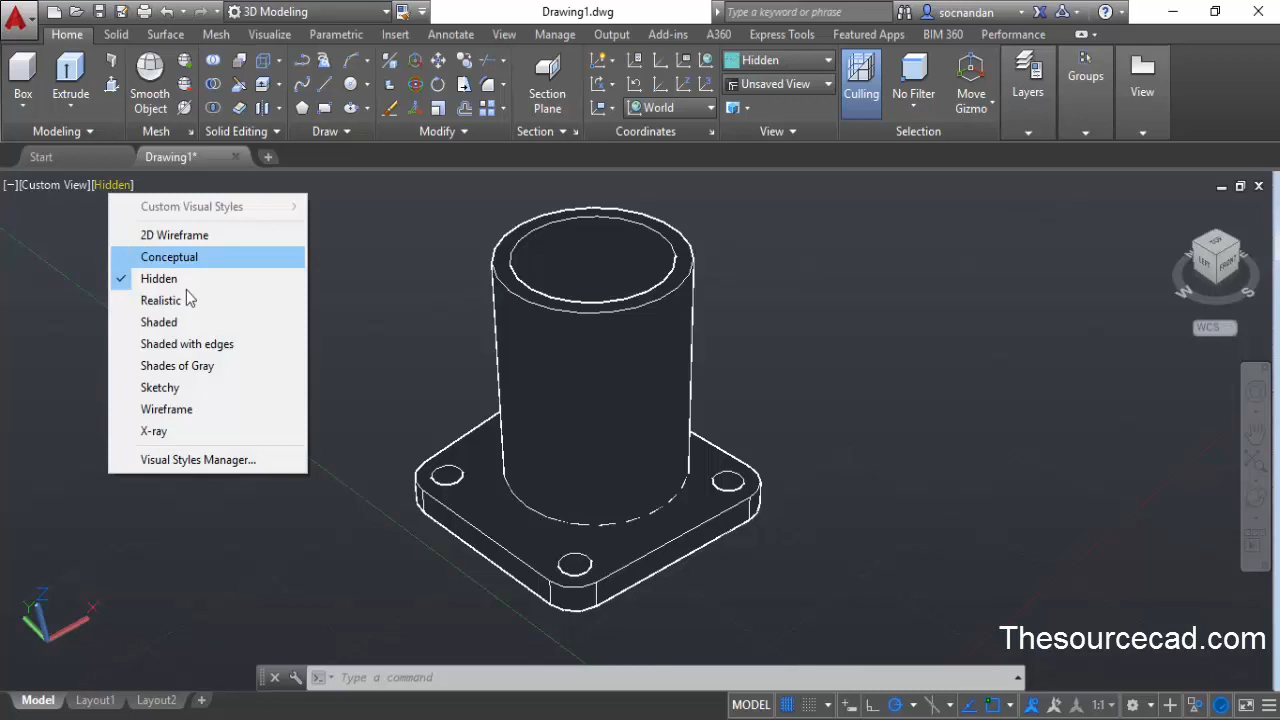 3D Modeling
Drawing1.dwg
Type a keyword or phrase
socnandan
Home Solid Surface Mesh Visualize Parametric Insert Annotate View Manage Output Add-ins A360 Express Tools Featured Apps BIM 360 Performance
Box
Extrude
Smooth Object
Section Plane
World
Hidden
Unsaved View
Culling
No Filter
Move Gizmo
Layers
Groups
View
Modeling Mesh Solid Editing Draw Modify Section Coordinates View Selection
Start Drawing1*
[−][Custom View][Hidden]
Custom Visual Styles
2D Wireframe
Conceptual
Hidden
Realistic
Shaded
Shaded with edges
Shades of Gray
Sketchy
Wireframe
X-ray
Visual Styles Manager...
TOP
LEFT
FRONT
W
S
WCS
Z
Y
X
Thesourcecad.com
Type a command
Model Layout1 Layout2
MODEL
1:1